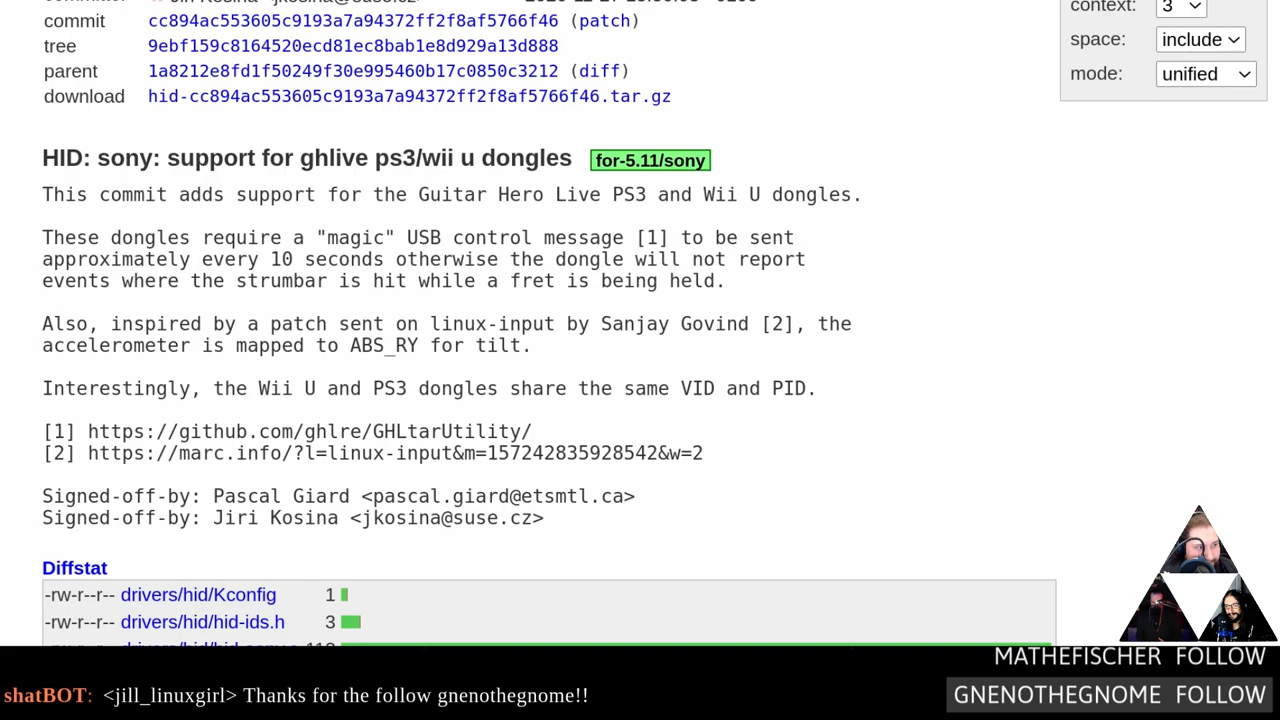 context: 3
commit cc894ac553605c9193a7a94372ff2f8af5766f46 (patch)
space: include
tree 9ebf159c8164520ecd81ec8bab1e8d929a13d888
parent 1a8212e8fd1f50249f30e995460b17c0850c3212 (diff)
mode: unified
download hid-cc894ac553605c9193a7a94372ff2f8af5766f46.tar.gz
HID: sony: support for ghlive ps3/wii u dongles for-5.11/sony
This commit adds support for the Guitar Hero Live PS3 and Wii U dongles.
These dongles require a "magic" USB control message [1] to be sent
approximately every 10 seconds otherwise the dongle will not report
events where the strumbar is hit while a fret is being held.
Also, inspired by a patch sent on linux-input by Sanjay Govind [2], the
accelerometer is mapped to ABS_RY for tilt.
Interestingly, the Wii U and PS3 dongles share the same VID and PID.
[1] https://github.com/ghlre/GHLtarUtility/
[2] https://marc.info/?l=linux-input&m=157242835928542&w=2
Signed-off-by: Pascal Giard <pascal.giard@etsmtl.ca>
Signed-off-by: Jiri Kosina <jkosina@suse.cz>
Diffstat
-rw-r--r-- drivers/hid/Kconfig 1
-rw-r--r-- drivers/hid/hid-ids.h 3
MATHEFISCHER FOLLOW
shatBOT: <jill_linuxgirl> Thanks for the follow gnenothegnome!!
GNENOTHEGNOME FOLLOW